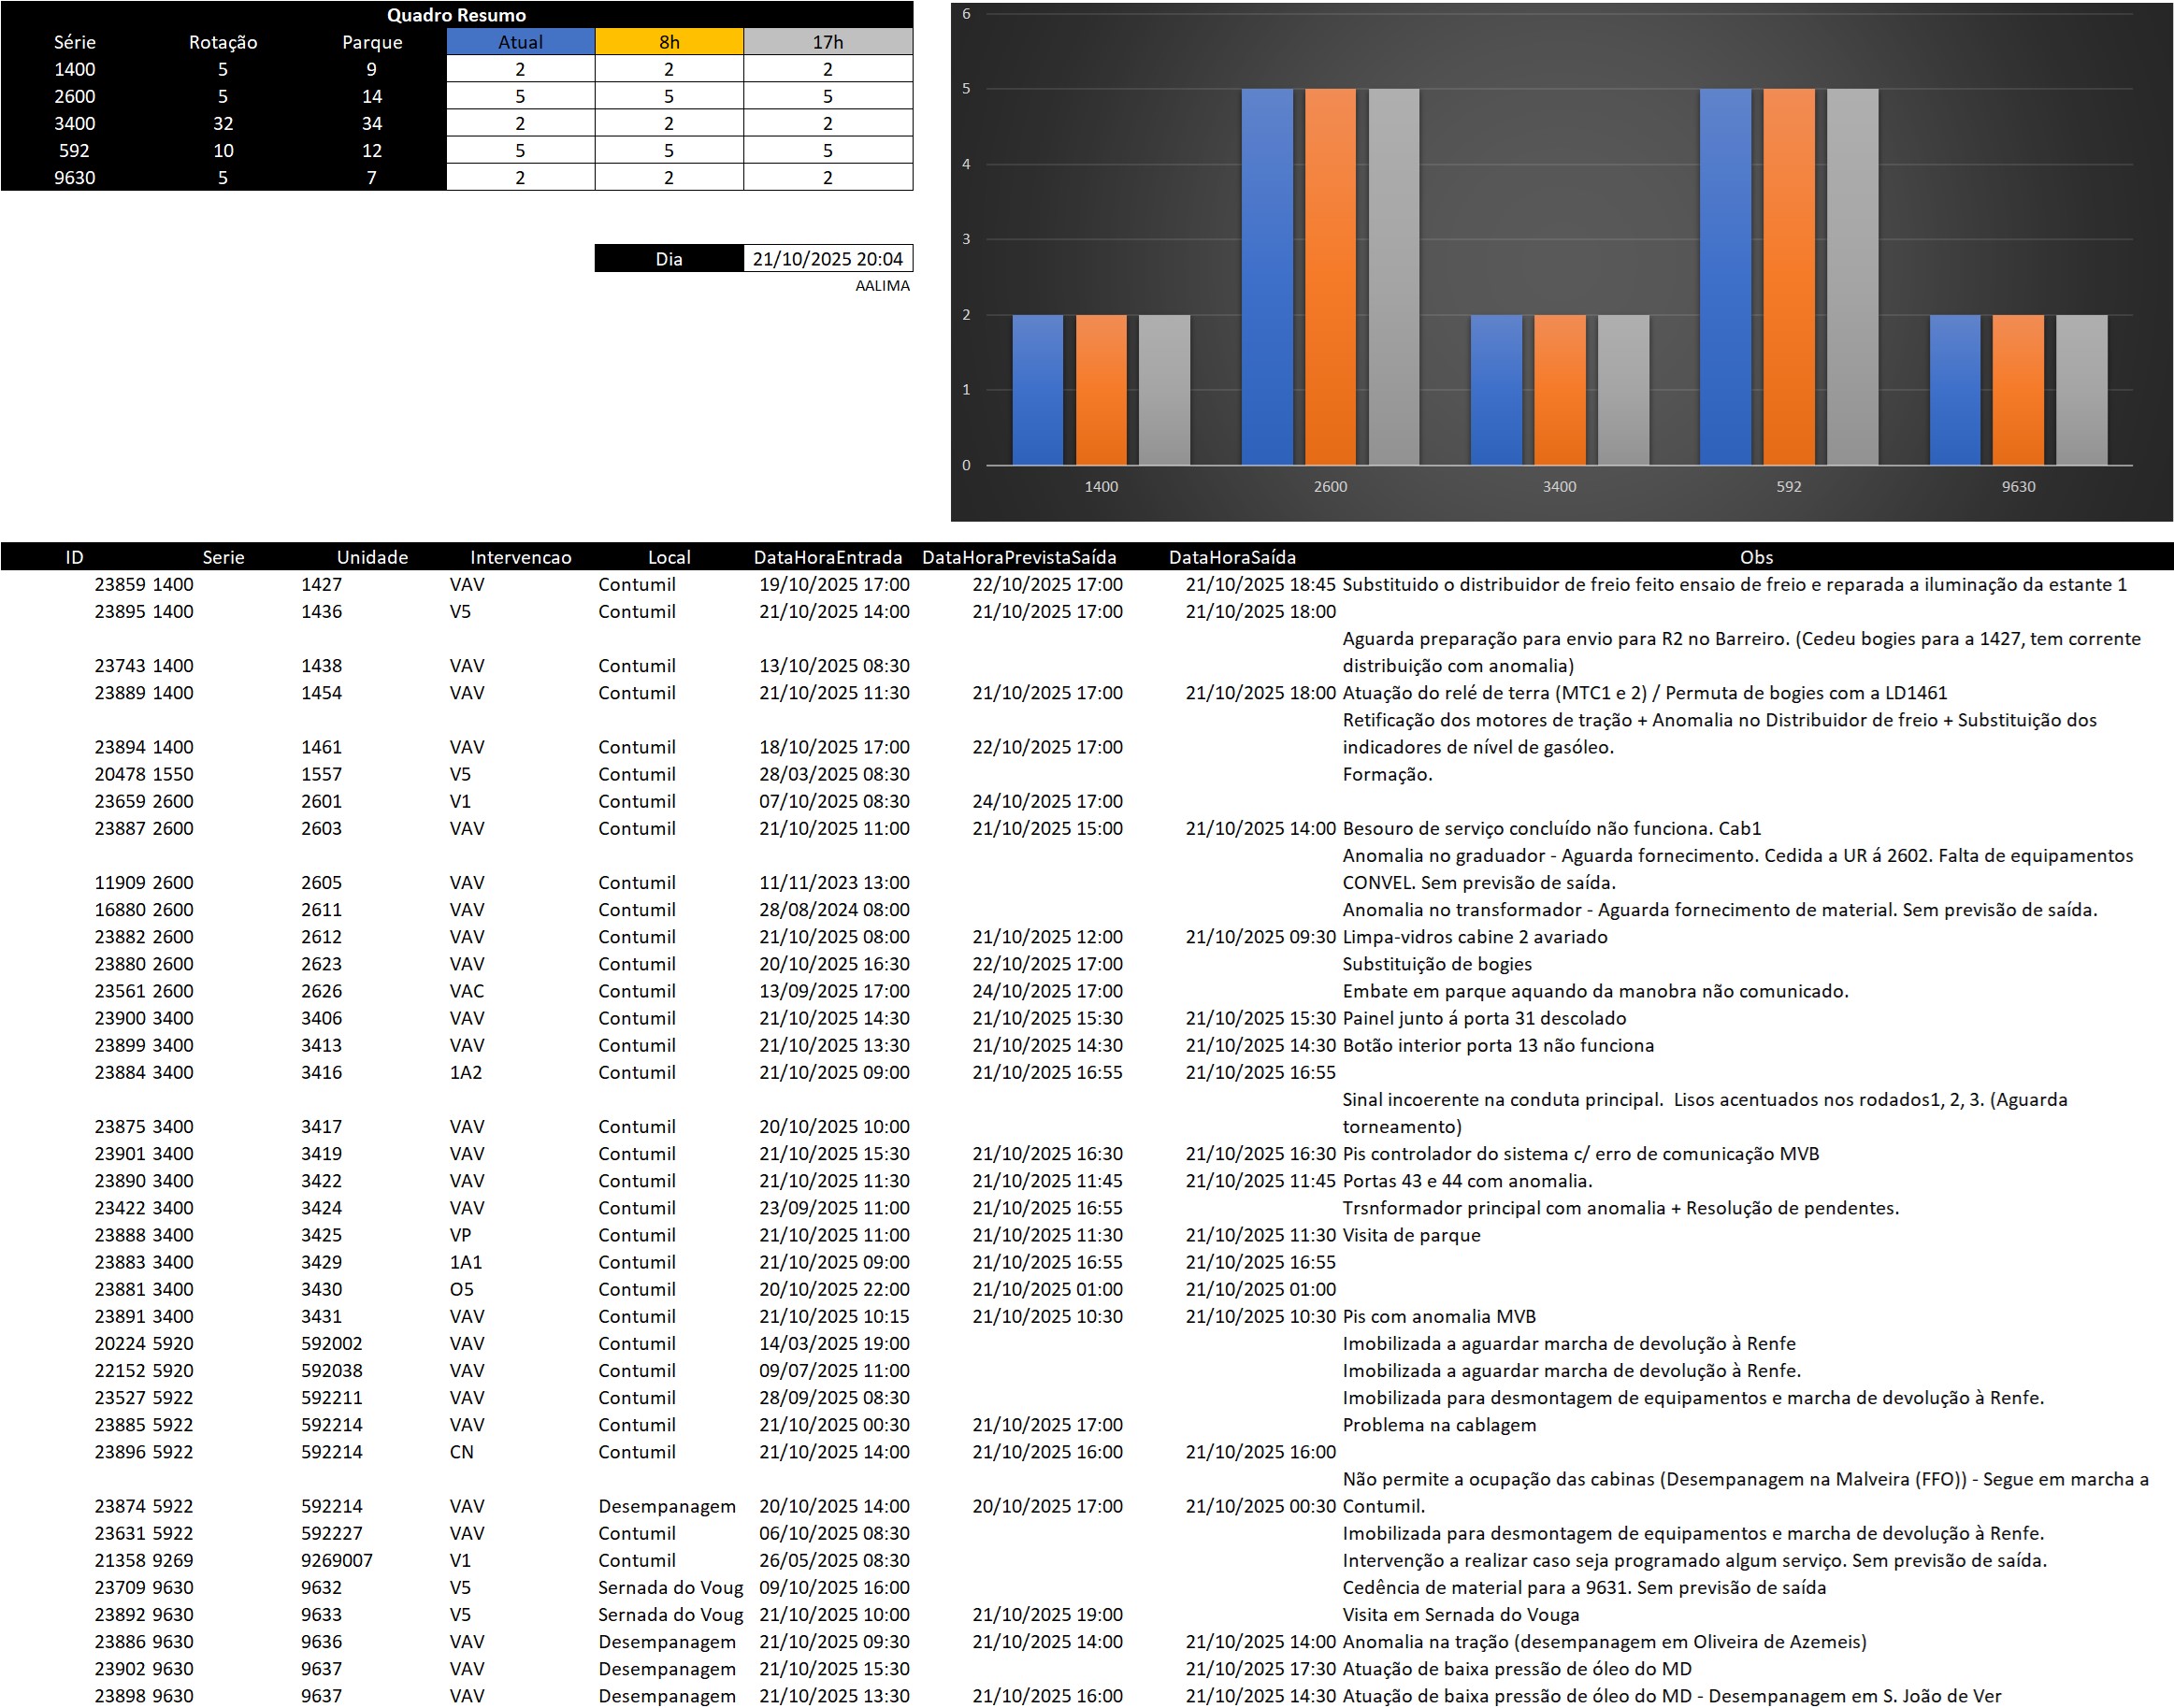 Quadro Resumo
Série Rotação Parque Atual 8h 17h
1400 5 9 2 2 2
2600 5 14 5 5 5
3400 32 34 2 2 2
592 10 12 5 5 5
9630 5 7 2 2 2
Dia 21/10/2025 20:04
AALIMA
6
5
4
3
2
1
0
1400 2600 3400 592 9630
ID Serie Unidade Intervencao Local DataHoraEntrada DataHoraPrevistaSaída DataHoraSaída Obs
23859 1400 1427 VAV Contumil 19/10/2025 17:00 22/10/2025 17:00 21/10/2025 18:45 Substituido o distribuidor de freio feito ensaio de freio e reparada a iluminação da estante 1
23895 1400 1436 V5 Contumil 21/10/2025 14:00 21/10/2025 17:00 21/10/2025 18:00
Aguarda preparação para envio para R2 no Barreiro. (Cedeu bogies para a 1427, tem corrente
23743 1400 1438 VAV Contumil 13/10/2025 08:30 distribuição com anomalia)
23889 1400 1454 VAV Contumil 21/10/2025 11:30 21/10/2025 17:00 21/10/2025 18:00 Atuação do relé de terra (MTC1 e 2) / Permuta de bogies com a LD1461
Retificação dos motores de tração + Anomalia no Distribuidor de freio + Substituição dos
23894 1400 1461 VAV Contumil 18/10/2025 17:00 22/10/2025 17:00 indicadores de nível de gasóleo.
20478 1550 1557 V5 Contumil 28/03/2025 08:30 Formação.
23659 2600 2601 V1 Contumil 07/10/2025 08:30 24/10/2025 17:00
23887 2600 2603 VAV Contumil 21/10/2025 11:00 21/10/2025 15:00 21/10/2025 14:00 Besouro de serviço concluído não funciona. Cab1
Anomalia no graduador - Aguarda fornecimento. Cedida a UR á 2602. Falta de equipamentos
11909 2600 2605 VAV Contumil 11/11/2023 13:00 CONVEL. Sem previsão de saída.
16880 2600 2611 VAV Contumil 28/08/2024 08:00 Anomalia no transformador - Aguarda fornecimento de material. Sem previsão de saída.
23882 2600 2612 VAV Contumil 21/10/2025 08:00 21/10/2025 12:00 21/10/2025 09:30 Limpa-vidros cabine 2 avariado
23880 2600 2623 VAV Contumil 20/10/2025 16:30 22/10/2025 17:00 Substituição de bogies
23561 2600 2626 VAC Contumil 13/09/2025 17:00 24/10/2025 17:00 Embate em parque aquando da manobra não comunicado.
23900 3400 3406 VAV Contumil 21/10/2025 14:30 21/10/2025 15:30 21/10/2025 15:30 Painel junto á porta 31 descolado
23899 3400 3413 VAV Contumil 21/10/2025 13:30 21/10/2025 14:30 21/10/2025 14:30 Botão interior porta 13 não funciona
23884 3400 3416 1A2 Contumil 21/10/2025 09:00 21/10/2025 16:55 21/10/2025 16:55
Sinal incoerente na conduta principal.  Lisos acentuados nos rodados1, 2, 3. (Aguarda
23875 3400 3417 VAV Contumil 20/10/2025 10:00 torneamento)
23901 3400 3419 VAV Contumil 21/10/2025 15:30 21/10/2025 16:30 21/10/2025 16:30 Pis controlador do sistema c/ erro de comunicação MVB
23890 3400 3422 VAV Contumil 21/10/2025 11:30 21/10/2025 11:45 21/10/2025 11:45 Portas 43 e 44 com anomalia.
23422 3400 3424 VAV Contumil 23/09/2025 11:00 21/10/2025 16:55 Trsnformador principal com anomalia + Resolução de pendentes.
23888 3400 3425 VP Contumil 21/10/2025 11:00 21/10/2025 11:30 21/10/2025 11:30 Visita de parque
23883 3400 3429 1A1 Contumil 21/10/2025 09:00 21/10/2025 16:55 21/10/2025 16:55
23881 3400 3430 O5 Contumil 20/10/2025 22:00 21/10/2025 01:00 21/10/2025 01:00
23891 3400 3431 VAV Contumil 21/10/2025 10:15 21/10/2025 10:30 21/10/2025 10:30 Pis com anomalia MVB
20224 5920 592002 VAV Contumil 14/03/2025 19:00 Imobilizada a aguardar marcha de devolução à Renfe
22152 5920 592038 VAV Contumil 09/07/2025 11:00 Imobilizada a aguardar marcha de devolução à Renfe.
23527 5922 592211 VAV Contumil 28/09/2025 08:30 Imobilizada para desmontagem de equipamentos e marcha de devolução à Renfe.
23885 5922 592214 VAV Contumil 21/10/2025 00:30 21/10/2025 17:00 Problema na cablagem
23896 5922 592214 CN Contumil 21/10/2025 14:00 21/10/2025 16:00 21/10/2025 16:00
Não permite a ocupação das cabinas (Desempanagem na Malveira (FFO)) - Segue em marcha a
23874 5922 592214 VAV Desempanagem 20/10/2025 14:00 20/10/2025 17:00 21/10/2025 00:30 Contumil.
23631 5922 592227 VAV Contumil 06/10/2025 08:30 Imobilizada para desmontagem de equipamentos e marcha de devolução à Renfe.
21358 9269 9269007 V1 Contumil 26/05/2025 08:30 Intervenção a realizar caso seja programado algum serviço. Sem previsão de saída.
23709 9630 9632 V5 Sernada do Voug 09/10/2025 16:00 Cedência de material para a 9631. Sem previsão de saída
23892 9630 9633 V5 Sernada do Voug 21/10/2025 10:00 21/10/2025 19:00 Visita em Sernada do Vouga
23886 9630 9636 VAV Desempanagem 21/10/2025 09:30 21/10/2025 14:00 21/10/2025 14:00 Anomalia na tração (desempanagem em Oliveira de Azemeis)
23902 9630 9637 VAV Desempanagem 21/10/2025 15:30 21/10/2025 17:30 Atuação de baixa pressão de óleo do MD
23898 9630 9637 VAV Desempanagem 21/10/2025 13:30 21/10/2025 16:00 21/10/2025 14:30 Atuação de baixa pressão de óleo do MD - Desempanagem em S. João de Ver